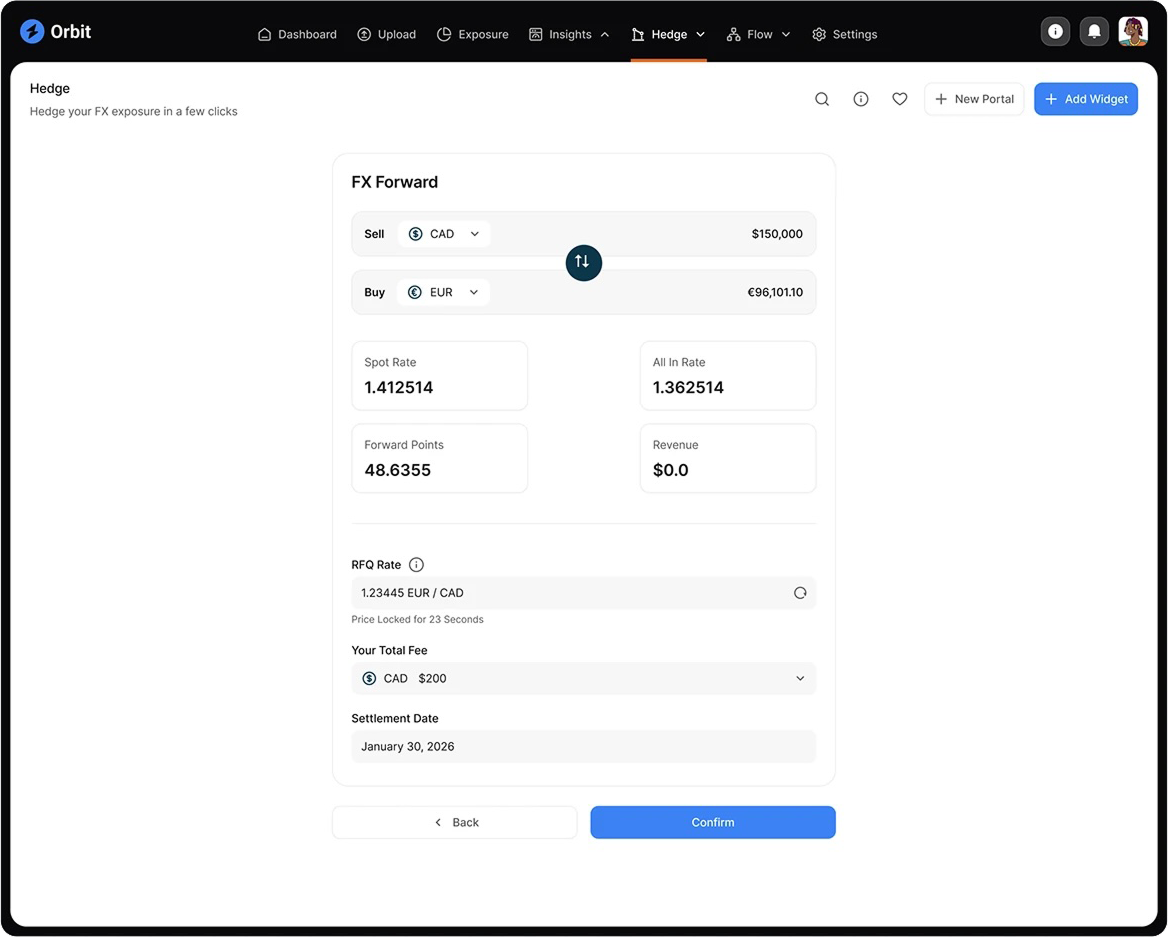 Orbit
Dashboard Upload Exposure Insights Hedge Flow Settings
Hedge
Hedge your FX exposure in a few clicks
New Portal
Add Widget
FX Forward
Sell CAD $150,000
Buy EUR €96,101.10
Spot Rate
1.412514
All In Rate
1.362514
Forward Points
48.6355
Revenue
$0.0
RFQ Rate
1.23445 EUR / CAD
Price Locked for 23 Seconds
Your Total Fee
CAD $200
Settlement Date
January 30, 2026
Back
Confirm